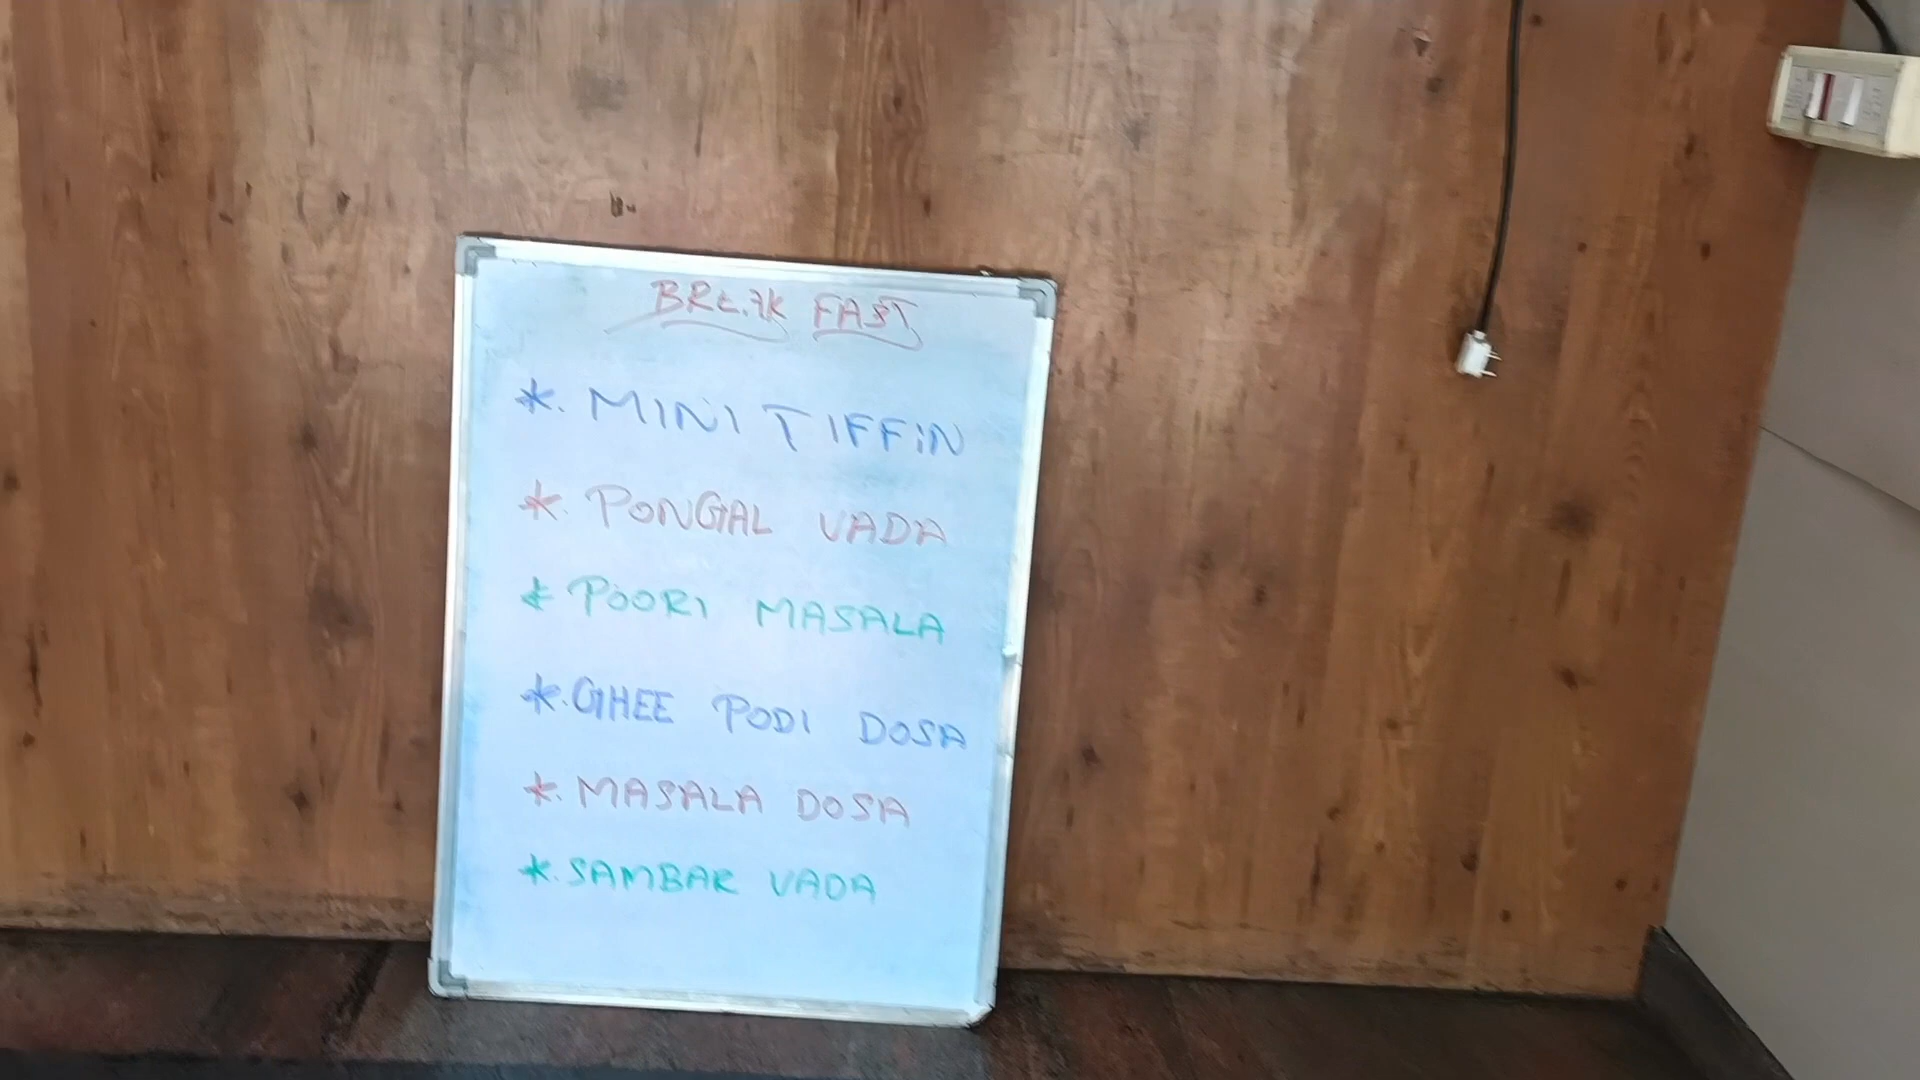 BREAK FAST
*. MINI TIFFIN
*. PONGAL VADA
* POORI MASALA
*. GHEE PODI DOSA
*. MASALA DOSA
*. SAMBAR VADA